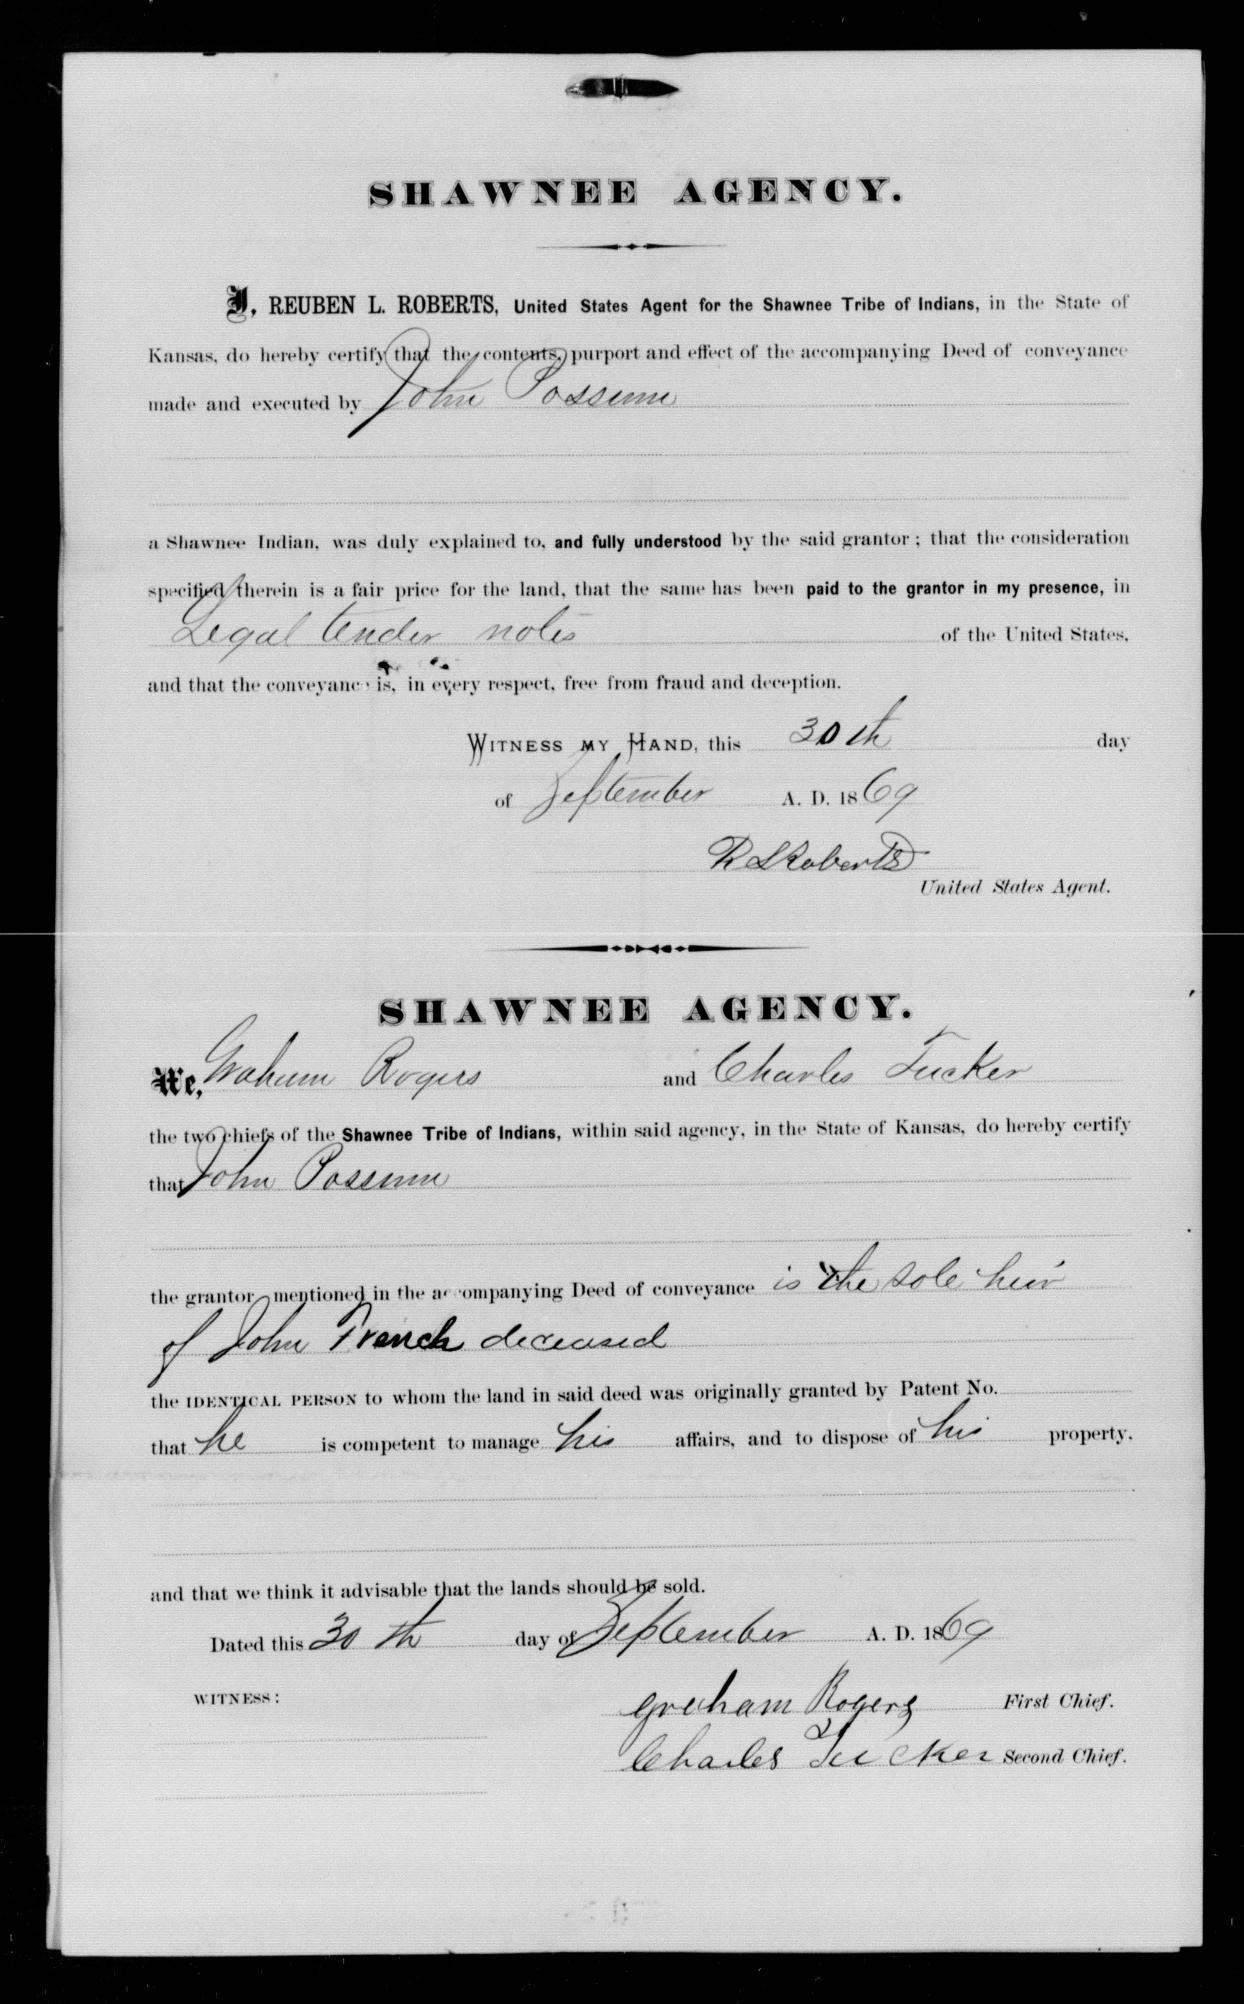 SHAWNEE AGENCY.
I, REUBEN L. ROBERTS, United States Agent for the Shawnee Tribe of Indians, in the State of
Kansas, do hereby certify that the contents, purport and effect of the accompanying Deed of conveyance
made and executed by John Possum
a Shawnee Indian, was duly explained to, and fully understood by the said grantor; that the consideration
specified therein is a fair price for the land, that the same has been paid to the grantor in my presence, in
Legal tender notes of the United States,
and that the conveyance is, in every respect, free from fraud and deception.
WITNESS MY HAND, this 30th day
of September A. D. 1869
R L Roberts
United States Agent.
SHAWNEE AGENCY.
We, Graham Rogers and Charles Tucker
the two chiefs of the Shawnee Tribe of Indians, within said agency, in the State of Kansas, do hereby certify
that John Possum
the grantor mentioned in the accompanying Deed of conveyance is the sole heir
of John French deceased
the IDENTICAL PERSON to whom the land in said deed was originally granted by Patent No.
that he is competent to manage his affairs, and to dispose of his property,
and that we think it advisable that the lands should be sold.
Dated this 30th day of September A. D. 1869
WITNESS:
Greham Rogers First Chief.
Charles Tucker Second Chief.